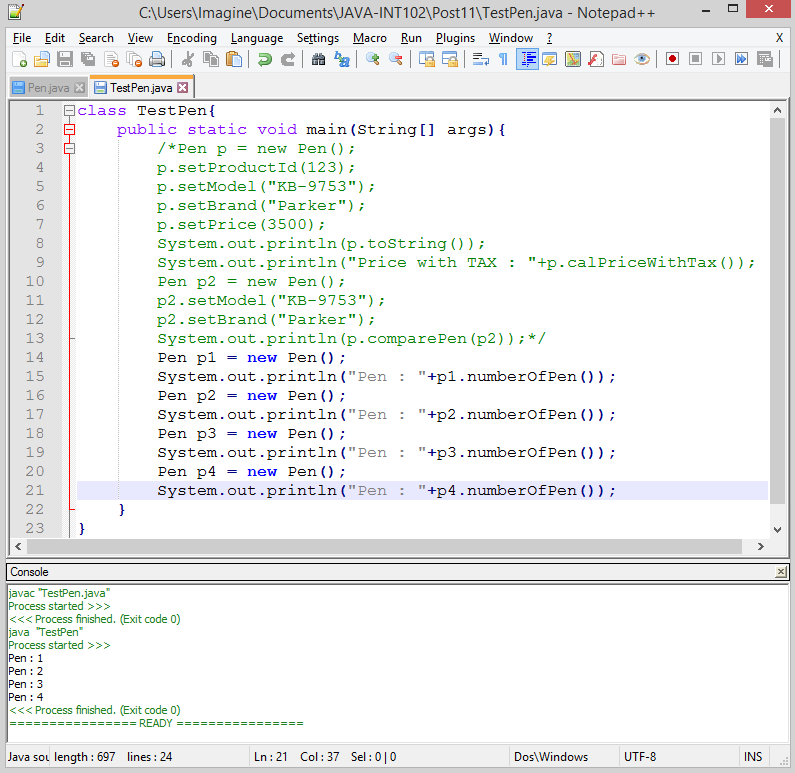 C:\Users\Imagine\Documents\JAVA-INT102\Post11\TestPen.java - Notepad++
File Edit Search View Encoding Language Settings Macro Run Plugins Window ? X
Pen.java TestPen.java
1 class TestPen{
2 public static void main(String[] args){
3 /*Pen p = new Pen();
4 p.setProductId(123);
5 p.setModel("KB-9753");
6 p.setBrand("Parker");
7 p.setPrice(3500);
8 System.out.println(p.toString());
9 System.out.println("Price with TAX : "+p.calPriceWithTax());
10 Pen p2 = new Pen();
11 p2.setModel("KB-9753");
12 p2.setBrand("Parker");
13 System.out.println(p.comparePen(p2));*/
14 Pen p1 = new Pen();
15 System.out.println("Pen : "+p1.numberOfPen());
16 Pen p2 = new Pen();
17 System.out.println("Pen : "+p2.numberOfPen());
18 Pen p3 = new Pen();
19 System.out.println("Pen : "+p3.numberOfPen());
20 Pen p4 = new Pen();
21 System.out.println("Pen : "+p4.numberOfPen());
22 }
23 }
Console
javac "TestPen.java"
Process started >>>
<<< Process finished. (Exit code 0)
java "TestPen"
Process started >>>
Pen : 1
Pen : 2
Pen : 3
Pen : 4
<<< Process finished. (Exit code 0)
================ READY ================
Java sou length : 697 lines : 24 Ln : 21 Col : 37 Sel : 0 | 0 Dos\Windows UTF-8 INS